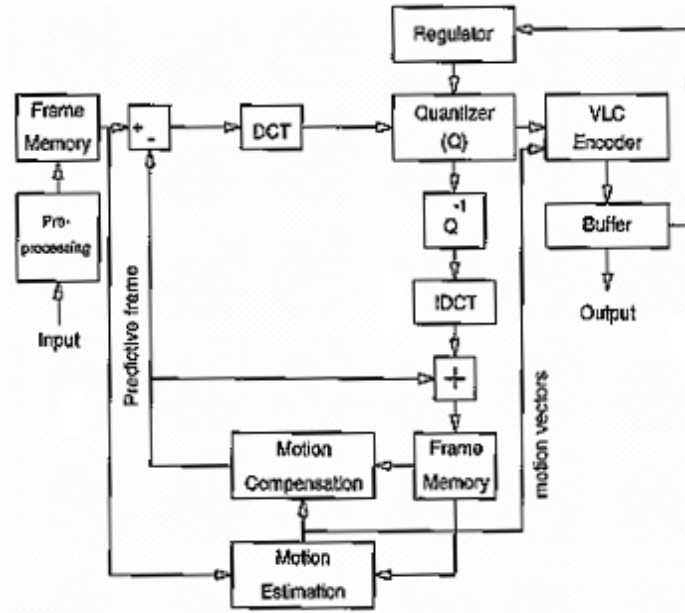 Regulator
Frame
Memory
+
-
DCT
Quantizer
(Q)
VLC
Encoder
Pre-
processing
Q
-1
Buffer
IDCT
Input
Output
Predictive frame
+
motion vectors
Motion
Compensation
Frame
Memory
Motion
Estimation